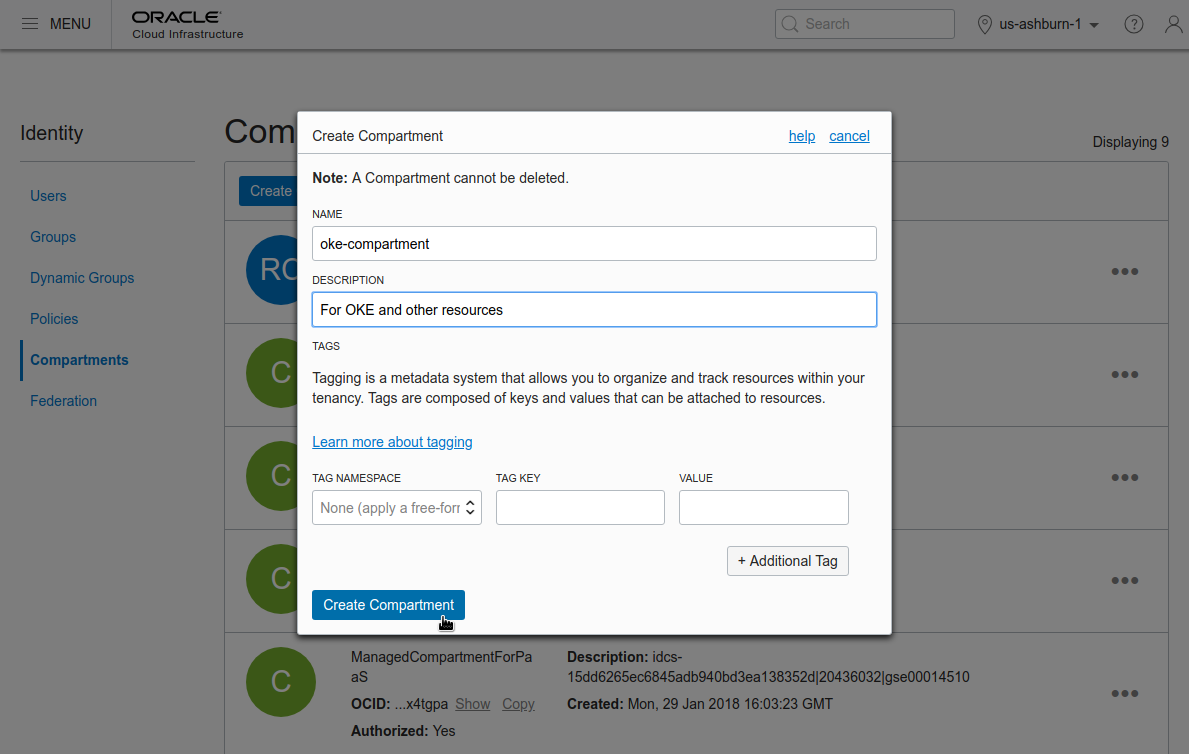 MENU
ORACLE
Cloud Infrastructure
Search
us-ashburn-1
?
Identity
Users
Groups
Dynamic Groups
Policies
Compartments
Federation
Com
Displaying 9
Create
RC
C
C
C
C
Create Compartment
help cancel
Note: A Compartment cannot be deleted.
NAME
oke-compartment
DESCRIPTION
For OKE and other resources
TAGS
Tagging is a metadata system that allows you to organize and track resources within your
tenancy. Tags are composed of keys and values that can be attached to resources.
Learn more about tagging
TAG NAMESPACE TAG KEY VALUE
None (apply a free-forr
+ Additional Tag
Create Compartment
ManagedCompartmentForPa
aS
OCID: ...x4tgpa Show Copy
Authorized: Yes
Description: idcs-
15dd6265ec6845adb940bd3ea138352d|20436032|gse00014510
Created: Mon, 29 Jan 2018 16:03:23 GMT